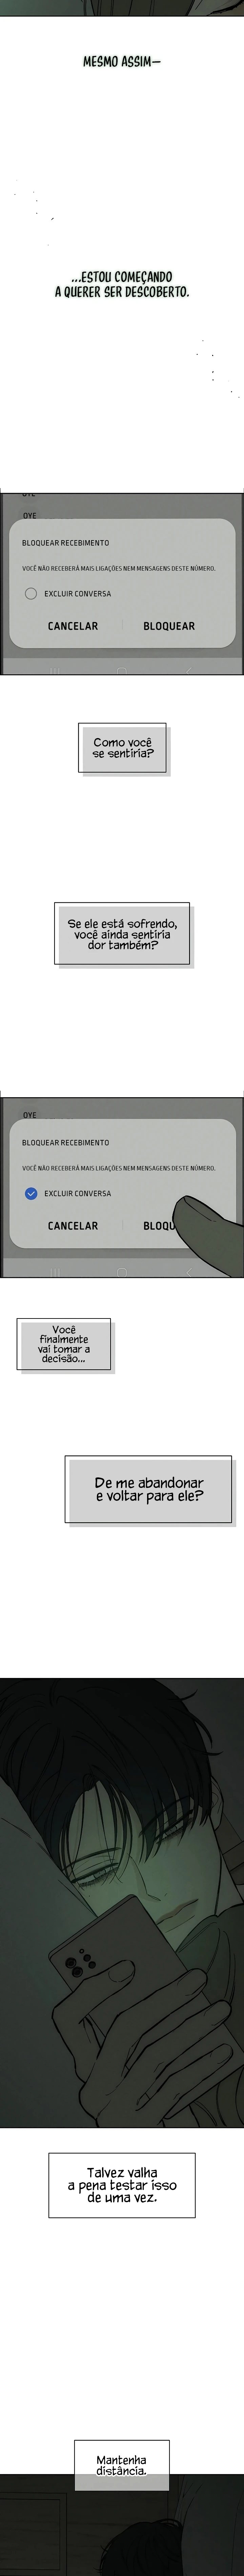 MESMO ASSIM—
...ESTOU COMEÇANDO
A QUERER SER DESCOBERTO.
OYE
BLOQUEAR RECEBIMENTO
VOCÊ NÃO RECEBERÁ MAIS LIGAÇÕES NEM MENSAGENS DESTE NÚMERO.
EXCLUIR CONVERSA
CANCELAR
BLOQUEAR
Como você
se sentiria?
Se ele está sofrendo,
você ainda sentiria
dor também?
OYE
BLOQUEAR RECEBIMENTO
VOCÊ NÃO RECEBERÁ MAIS LIGAÇÕES NEM MENSAGENS DESTE NÚMERO.
EXCLUIR CONVERSA
CANCELAR
BLOQU
Você
finalmente
vai tomar a
decisão...
De me abandonar
e voltar para ele?
Talvez valha
a pena testar isso
de uma vez.
Mantenha
distância.